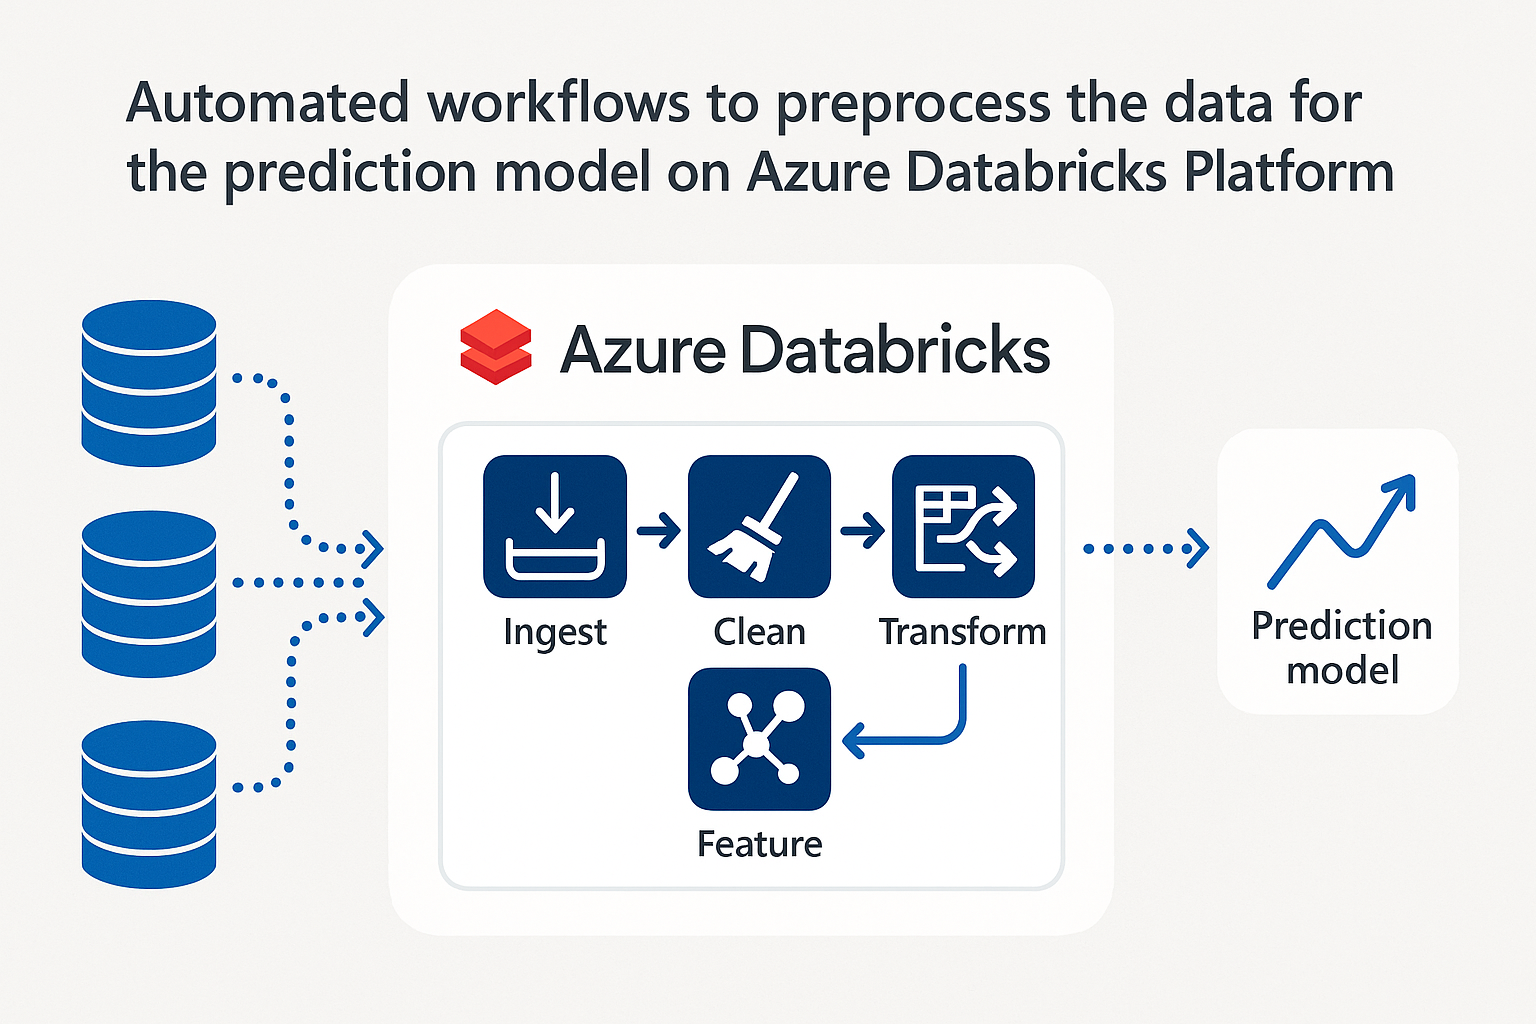 Automated workflows to preprocess the data for
the prediction model on Azure Databricks Platform
Azure Databricks
Ingest
Clean
Transform
Feature
Prediction
model